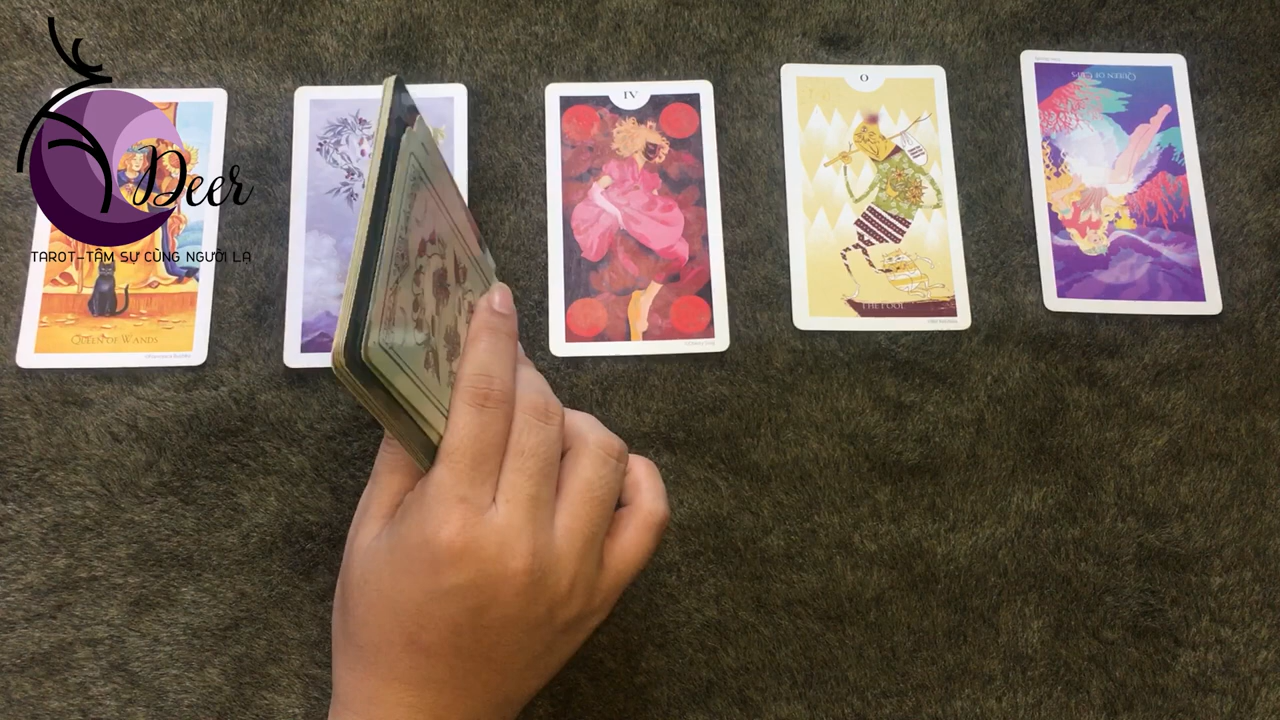 Deer
TAROT-TÂM SỰ CÙNG NGƯỜI LẠ
QUEEN OF WANDS
IV
0
THE FOOL
QUEEN OF CUPS